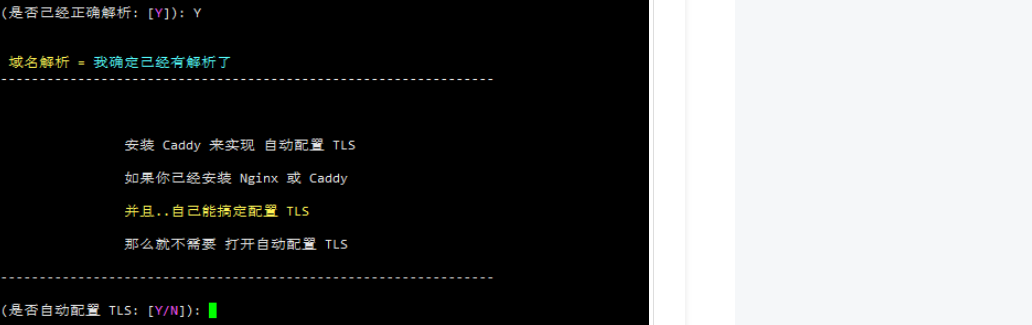 (是否已经正确解析: [Y]): Y
域名解析 = 我确定已经有解析了
----------------------------------------------------------------
安装 Caddy 来实现 自动配置 TLS
如果你已经安装 Nginx 或 Caddy
并且..自己能搞定配置 TLS
那么就不需要 打开自动配置 TLS
----------------------------------------------------------------
(是否自动配置 TLS: [Y/N]):